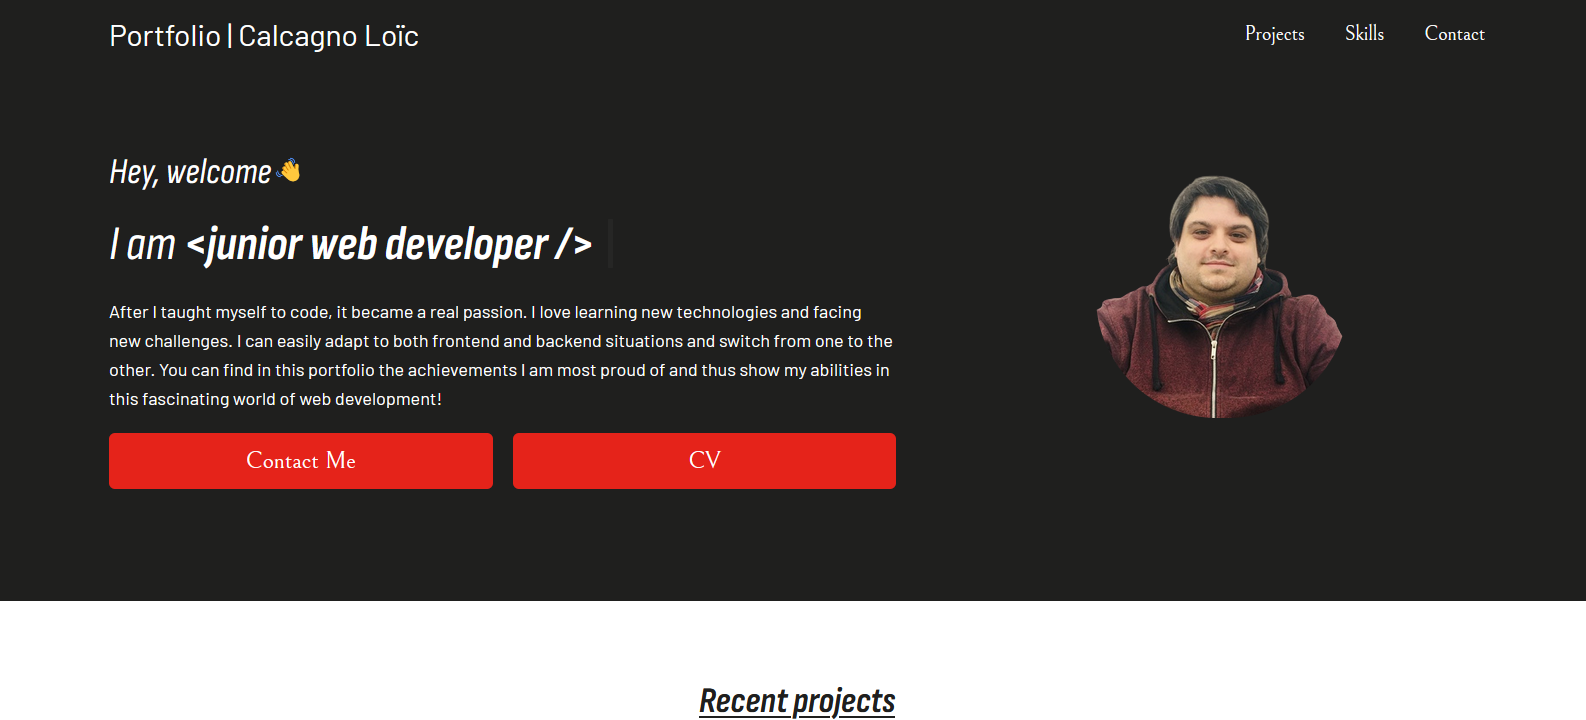 Portfolio | Calcagno Loïc
Projects
Skills
Contact
Hey, welcome👋
I am <junior web developer />
After I taught myself to code, it became a real passion. I love learning new technologies and facing
new challenges. I can easily adapt to both frontend and backend situations and switch from one to the
other. You can find in this portfolio the achievements I am most proud of and thus show my abilities in
this fascinating world of web development!
Contact Me
CV
Recent projects